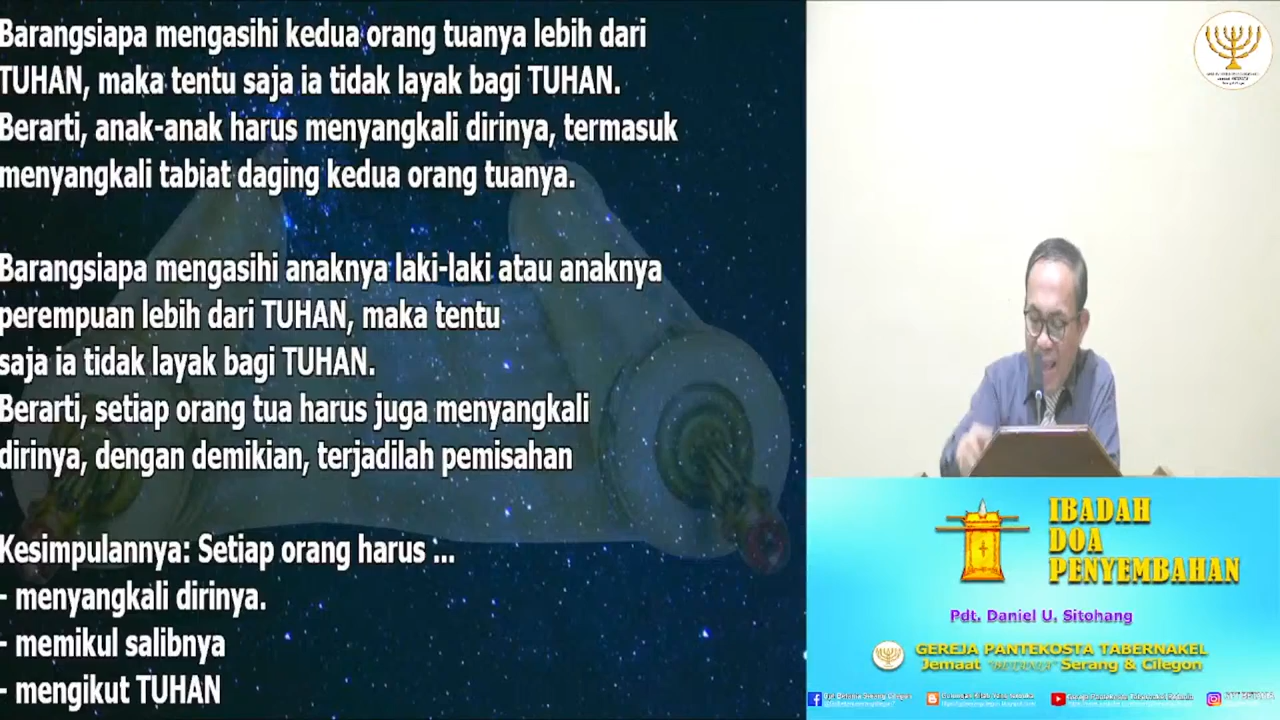 Barangsiapa mengasihi kedua orang tuanya lebih dari
TUHAN, maka tentu saja ia tidak layak bagi TUHAN.
Berarti, anak-anak harus menyangkali dirinya, termasuk
menyangkali tabiat daging kedua orang tuanya.
Barangsiapa mengasihi anaknya laki-laki atau anaknya
perempuan lebih dari TUHAN, maka tentu
saja ia tidak layak bagi TUHAN.
Berarti, setiap orang tua harus juga menyangkali
dirinya, dengan demikian, terjadilah pemisahan
Kesimpulannya: Setiap orang harus ...
- menyangkali dirinya.
- memikul salibnya
- mengikut TUHAN
IBADAH
DOA
PENYEMBAHAN
Pdt. Daniel U. Sitohang
GEREJA PANTEKOSTA TABERNAKEL
Jemaat "BETANIA" Serang & Cilegon